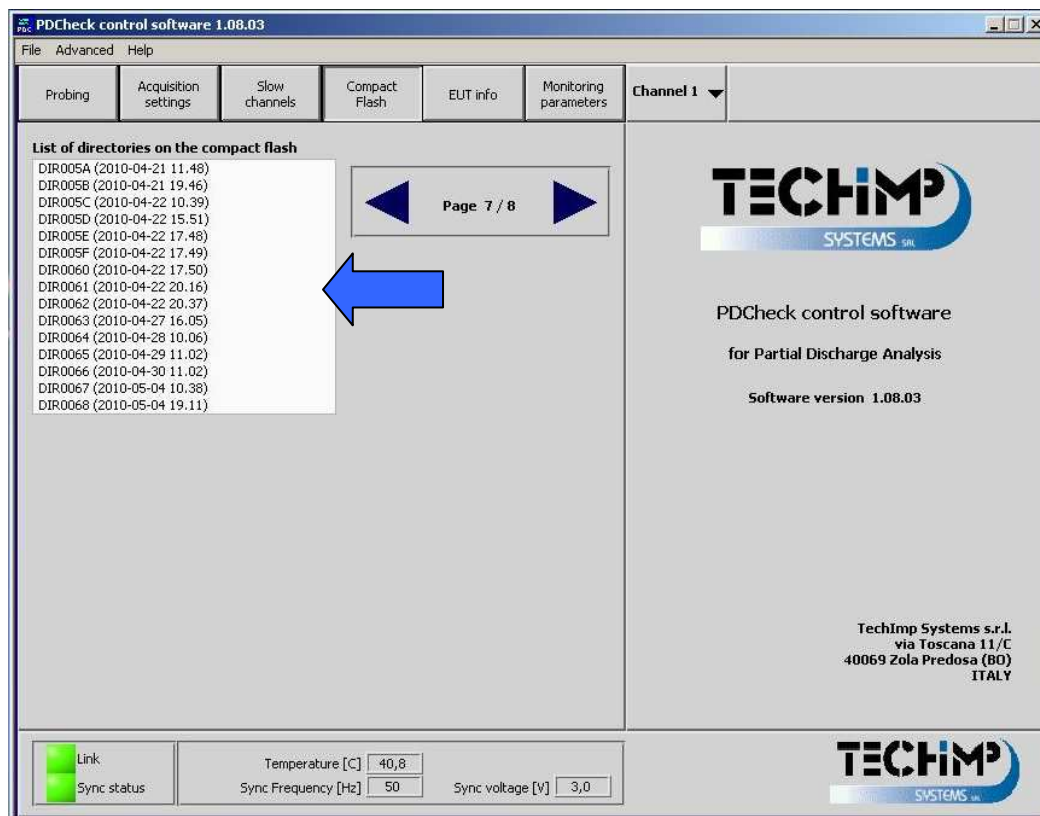 PDC PDCheck control software 1.08.03
File Advanced Help
Probing
Acquisition
settings
Slow
channels
Compact
Flash
EUT info
Monitoring
parameters
Channel 1
List of directories on the compact flash
DIR005A (2010-04-21 11.48)
DIR005B (2010-04-21 19.46)
DIR005C (2010-04-22 10.39)
DIR005D (2010-04-22 15.51)
DIR005E (2010-04-22 17.48)
DIR005F (2010-04-22 17.49)
DIR0060 (2010-04-22 17.50)
DIR0061 (2010-04-22 20.16)
DIR0062 (2010-04-22 20.37)
DIR0063 (2010-04-27 16.05)
DIR0064 (2010-04-28 10.06)
DIR0065 (2010-04-29 11.02)
DIR0066 (2010-04-30 11.02)
DIR0067 (2010-05-04 10.38)
DIR0068 (2010-05-04 19.11)
Page 7 / 8
TECHIMP
SYSTEMS SRL
PDCheck control software
for Partial Discharge Analysis
Software version 1.08.03
TechImp Systems s.r.l.
via Toscana 11/C
40069 Zola Predosa (BO)
ITALY
Link
Sync status
Temperature [C] 40,8
Sync Frequency [Hz] 50
Sync voltage [V] 3,0
TECHIMP
SYSTEMS SRL